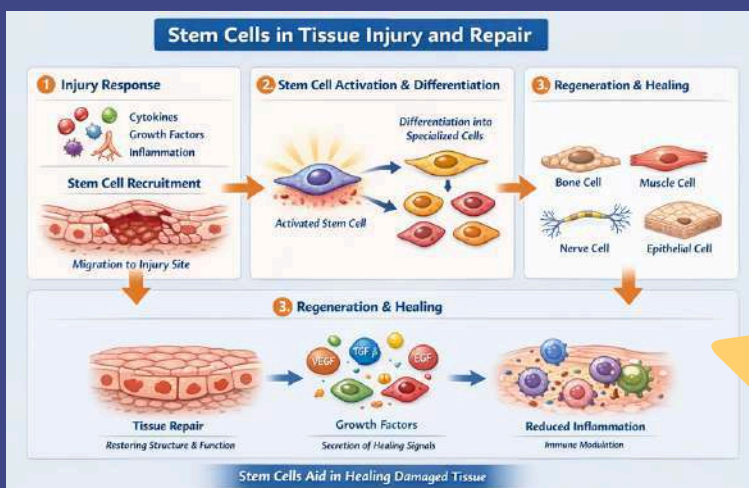 Stem Cells in Tissue Injury and Repair
1 Injury Response
Cytokines
Growth Factors
Inflammation
Stem Cell Recruitment
Migration to Injury Site
2. Stem Cell Activation & Differentiation
Differentiation into
Specialized Cells
Activated Stem Cell
3. Regeneration & Healing
Bone Cell
Muscle Cell
Nerve Cell
Epithelial Cell
3. Regeneration & Healing
Tissue Repair
Restoring Structure & Function
VEGF
TGF β
EGF
Growth Factors
Secretion of Healing Signals
Reduced Inflammation
Immune Modulation
Stem Cells Aid in Healing Damaged Tissue